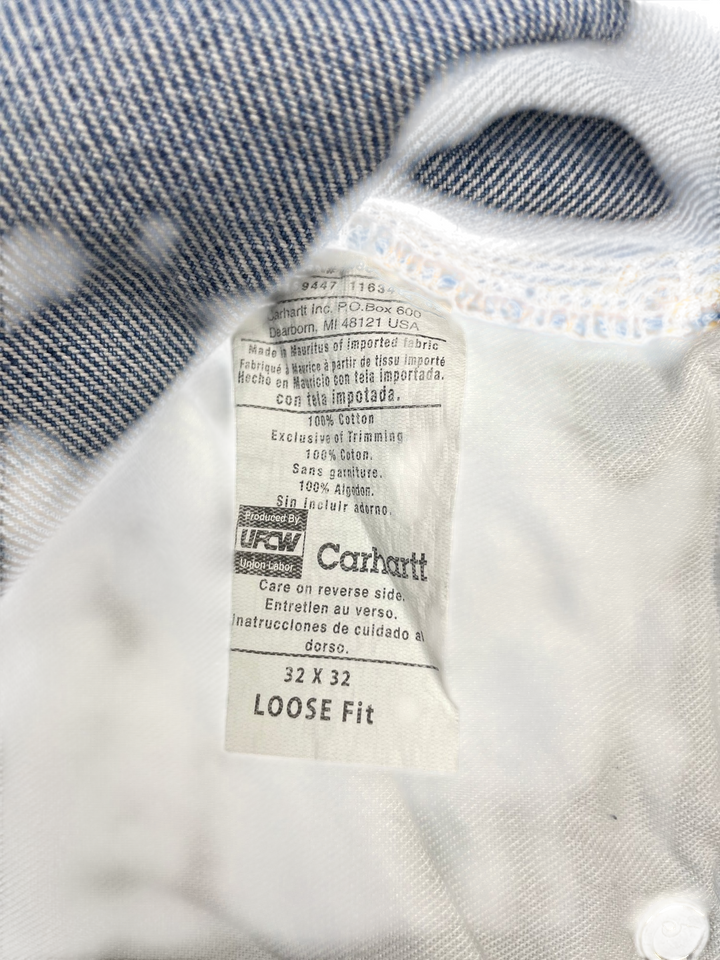 9447 11634
Carhartt Inc. P.O.Box 600
Dearborn, MI 48121 USA
Made in Mauritus of imported fabric
Fabriqué à Maurice à partir de tissu importé
Hecho en Mauricio con tela importada.
con tela impotada.
100% Cotton
Exclusive of Trimming
100% Coton.
Sans garniture.
100% Algodon.
Sin incluir adorno.
Produced By
UFCW
Union Labor
Carhartt
Care on reverse side.
Entretien au verso.
Instrucciones de cuidado al
dorso.
32 X 32
LOOSE Fit